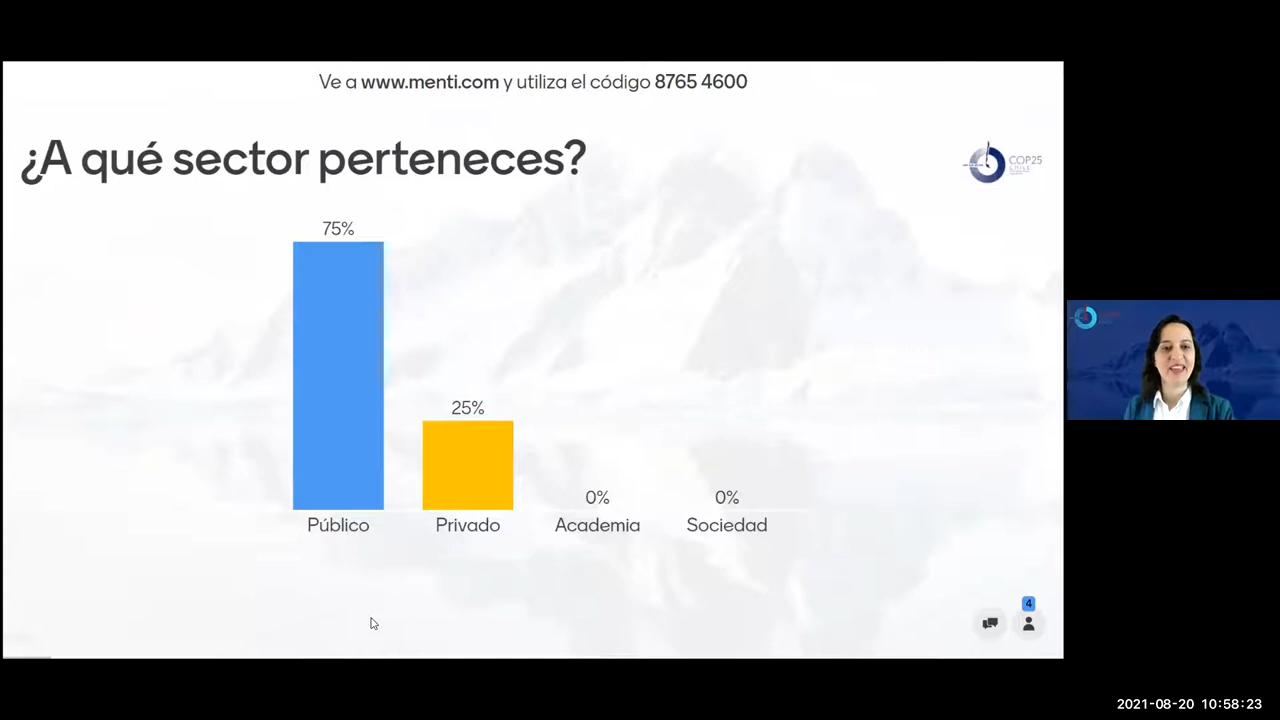 Ve a www.menti.com y utiliza el código 8765 4600
¿A qué sector perteneces?
COP25
CHILE
75%
25%
0%
0%
Público
Privado
Academia
Sociedad
4
2021-08-20 10:58:23